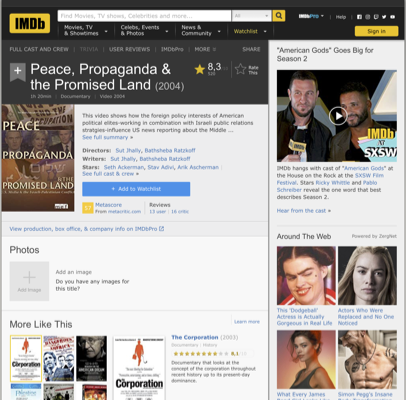 IMDb
Find Movies, TV shows, Celebrities and more...
All
IMDbPro
Help
Movies, TV
& Showtimes
Celebs, Events
& Photos
News &
Community
Watchlist
Sign in
FULL CAST AND CREW
TRIVIA
USER REVIEWS
IMDbPro
MORE
SHARE
Peace, Propaganda &
the Promised Land (2004)
8,3
Rate
This
1h 20min | Documentary | Video 2004
PEACE
PROPAGANDA
&THE
PROMISED LAND
This video shows how the foreign policy interests of American
political elites-working in combination with Israeli public relations
stratgies-influence US news reporting about the Middle ...
See full summary »
Directors: Sut Jhally, Bathsheba Ratzkoff
Writers: Sut Jhally, Bathsheba Ratzkoff
Stars: Seth Ackerman, Stav Adivi, Arik Ascherman |
See full cast & crew »
+ Add to Watchlist
57
Metascore
From metacritic.com
Reviews
13 user | 16 critic
View production, box office, & company info on IMDbPro
Photos
Add Image
Add an image
Do you have any images for
this title?
More Like This
Learn more
Corporation
The Corporation (2003)
Documentary | History
8,1
Documentary that looks at the
concept of the corporation throughout
recent history up to its present-day
dominance.
"American Gods" Goes Big for
Season 2
IMDb
SXSW
IMDb hangs with cast of "American Gods"
at the House on the Rock at the SXSW Film
Festival. Stars Ricky Whittle and Pablo
Schreiber reveal the one word that best
describes Season 2.
Hear from the cast »
Around The Web
Powered by ZergNet
This 'Dodgeball'
Actress is Actually
Gorgeous in Real Life
Actors Who Were
Replaced and No One
Noticed
What Every James
Simon Pegg's Insane